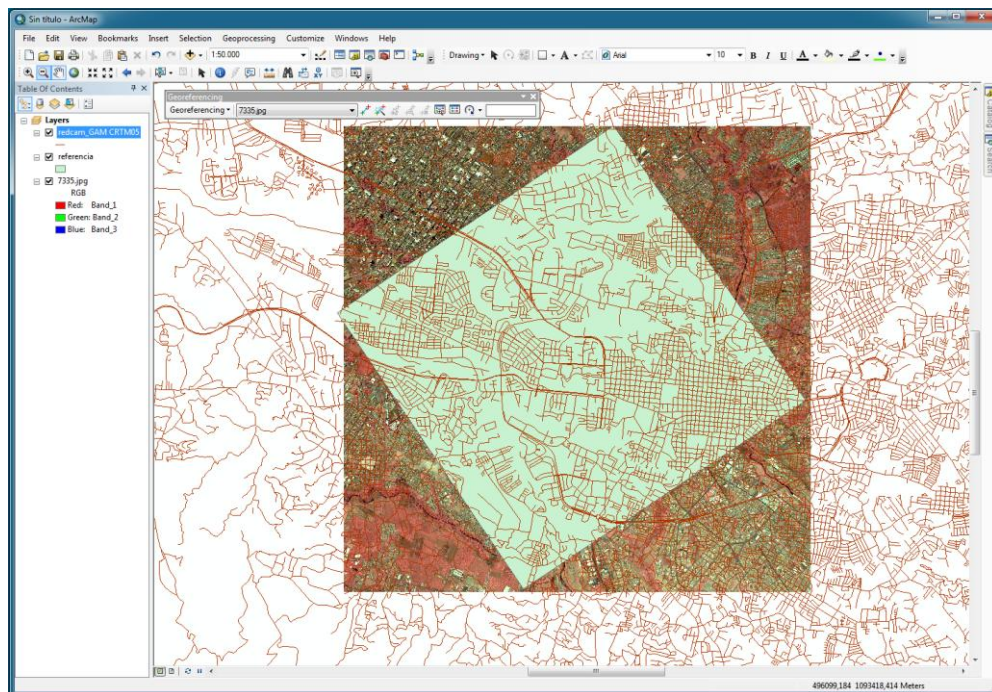 Sin título - ArcMap
File Edit View Bookmarks Insert Selection Geoprocessing Customize Windows Help
1:50.000
Drawing
A
Arial
10
B I U A
Table Of Contents
Georeferencing
Georeferencing
7335.jpg
Layers
redcam_GAM CRTM05
referencia
7335.jpg
RGB
Red: Band_1
Green: Band_2
Blue: Band_3
Catalog
Search
496099,184 1093418,414 Meters